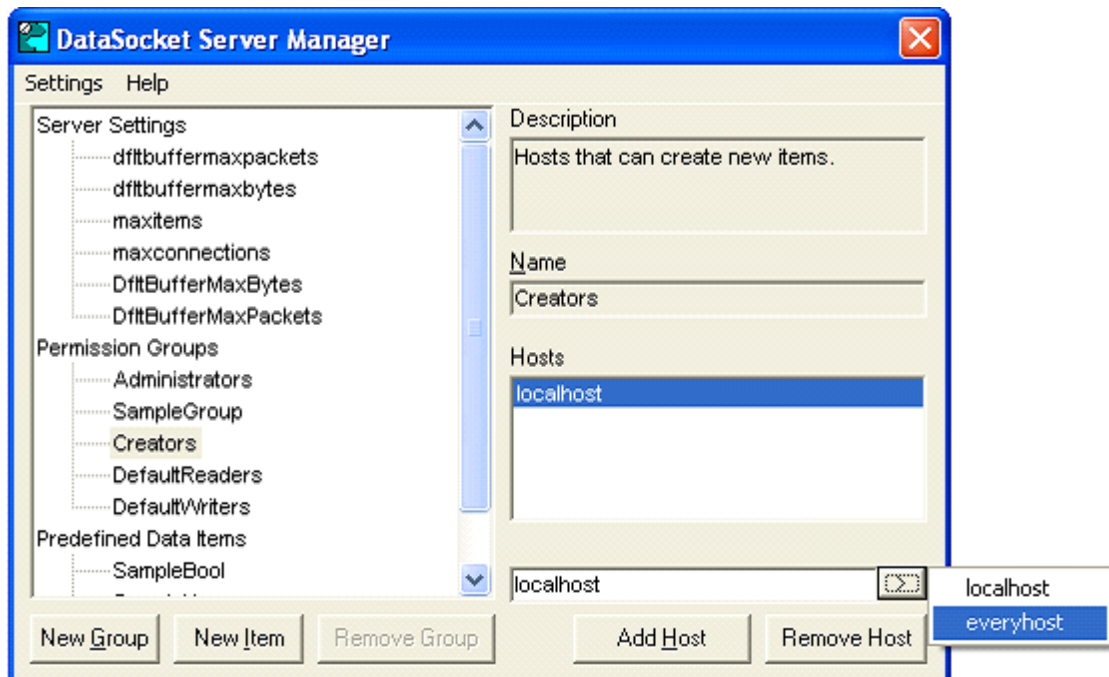 DataSocket Server Manager
Settings Help
Server Settings
dfltbuffermaxpackets
dfltbuffermaxbytes
maxitems
maxconnections
DfltBufferMaxBytes
DfltBufferMaxPackets
Permission Groups
Administrators
SampleGroup
Creators
DefaultReaders
DefaultWriters
Predefined Data Items
SampleBool
Description
Hosts that can create new items.
Name
Creators
Hosts
localhost
localhost
localhost
everyhost
New Group New Item Remove Group Add Host Remove Host